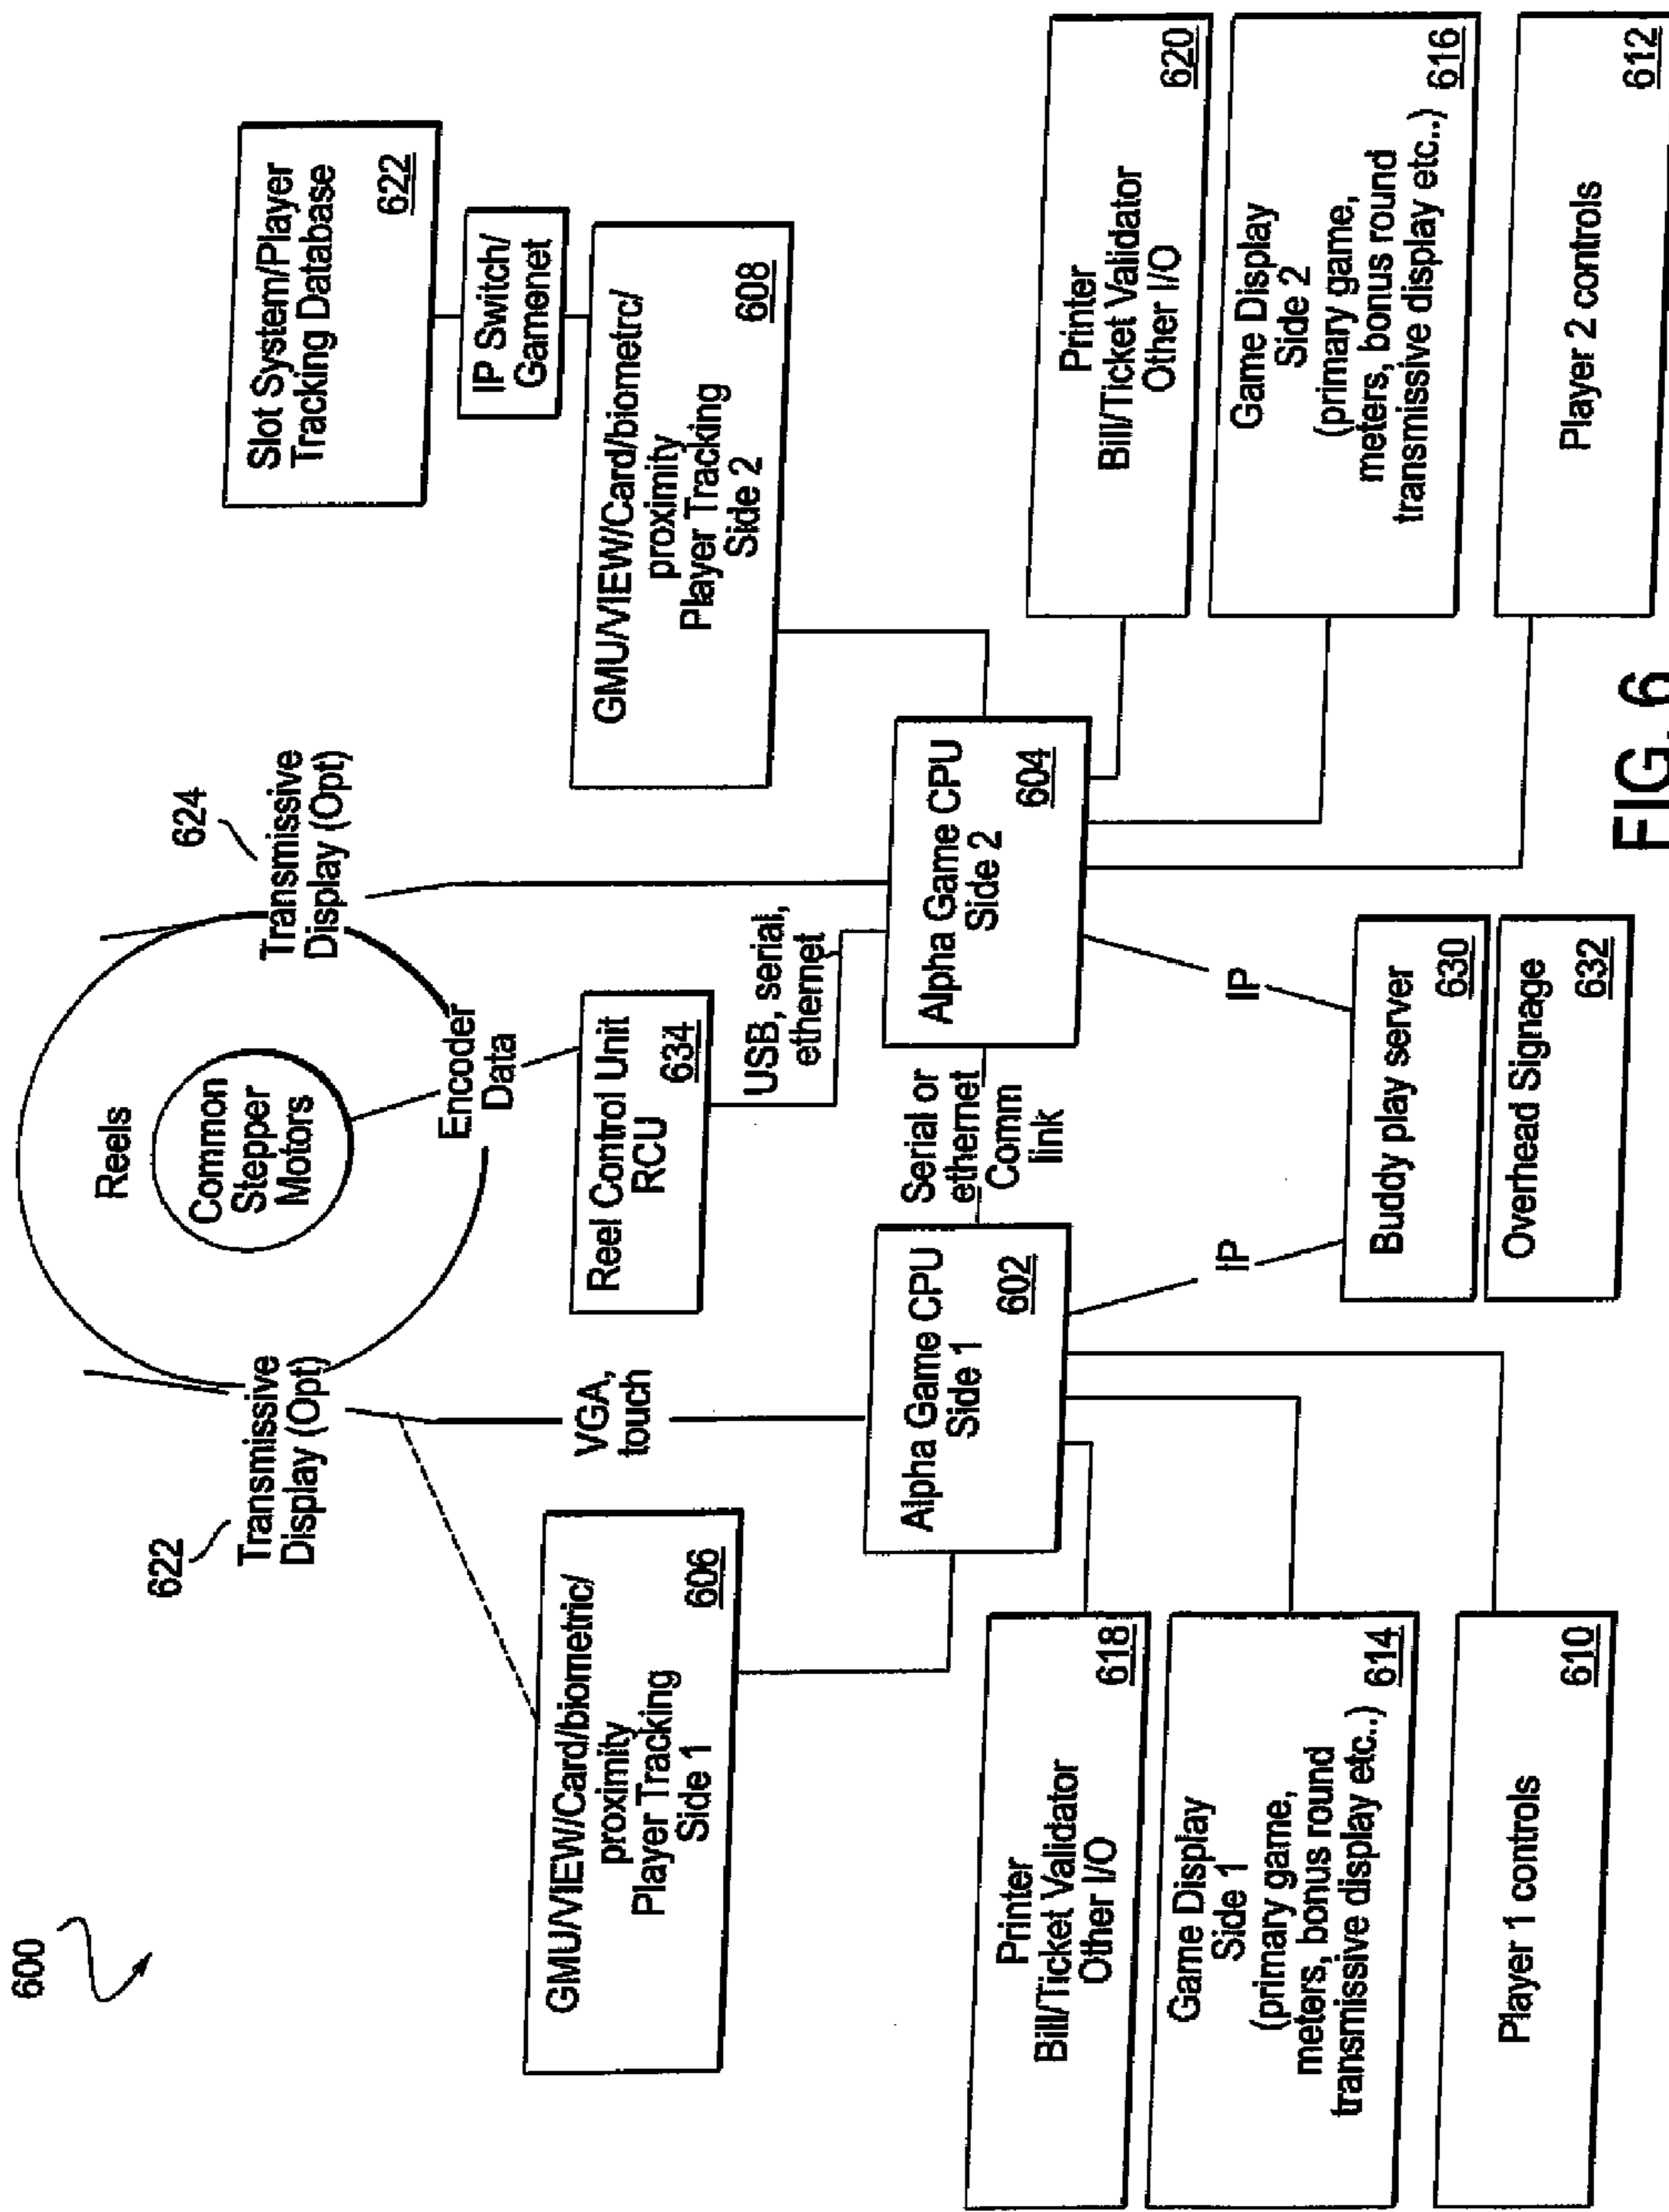 600
622
Transmissive
Display (Opt)
Reels
Common
Stepper
Motors
624
Transmissive
Display (Opt)
Encoder
Data
Slot System/Player
Tracking Database
622
IP Switch/
Gamenet
GMU/VIEW/Card/biometric/
proximity
Player Tracking
Side 1
606
VGA,
touch
Reel Control Unit
RCU
634
USB, serial,
ethernet
GMU/VIEW/Card/biometrc/
proximity
Player Tracking
Side 2
608
Alpha Game CPU
Side 1
602
Serial or
ethernet
Comm
link
Alpha Game CPU
Side 2
604
Printer
Bill/Ticket Validator
Other I/O
618
Game Display
Side 1
(primary game,
meters, bonus round
transmissive display etc..)
614
Player 1 controls
610
IP
IP
Buddy play server
630
Overhead Signage
632
Printer
Bill/Ticket Validator
Other I/O
620
Game Display
Side 2
(primary game,
meters, bonus round
transmissive display etc..)
616
Player 2 controls
612
FIG. 6